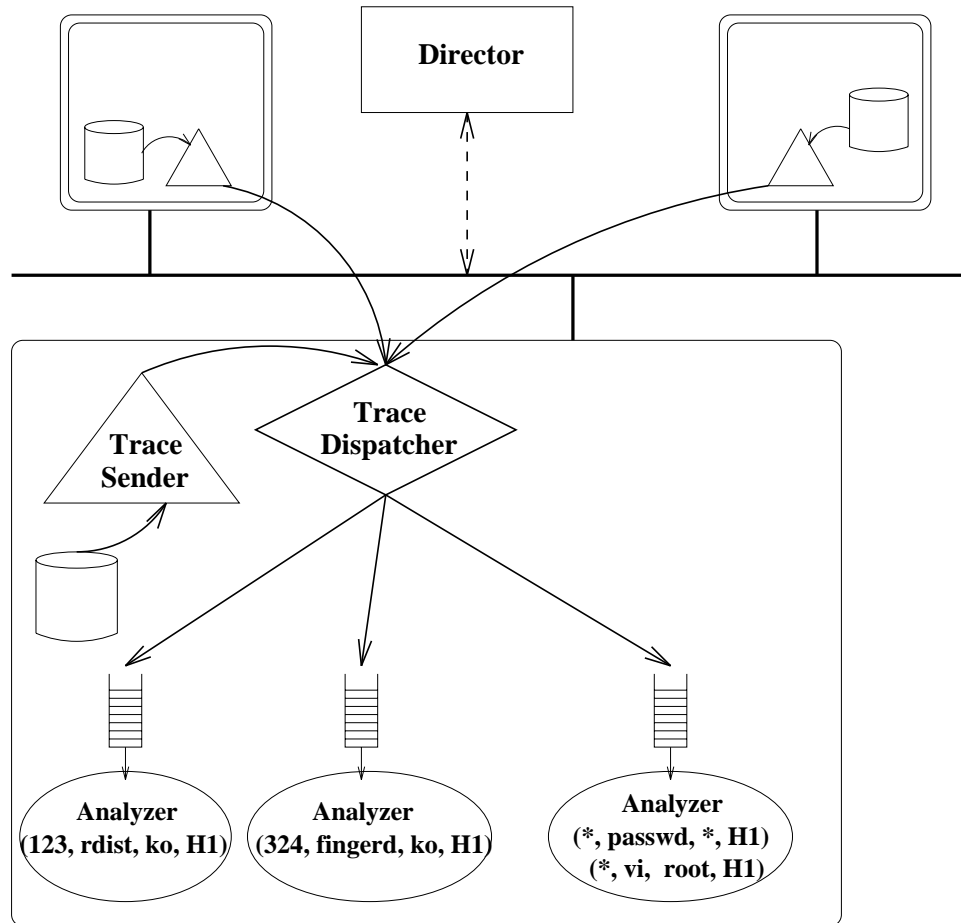 Director
Trace
Dispatcher
Trace
Sender
Analyzer
(123, rdist, ko, H1)
Analyzer
(324, fingerd, ko, H1)
Analyzer
(*, passwd, *, H1)
(*, vi, root, H1)